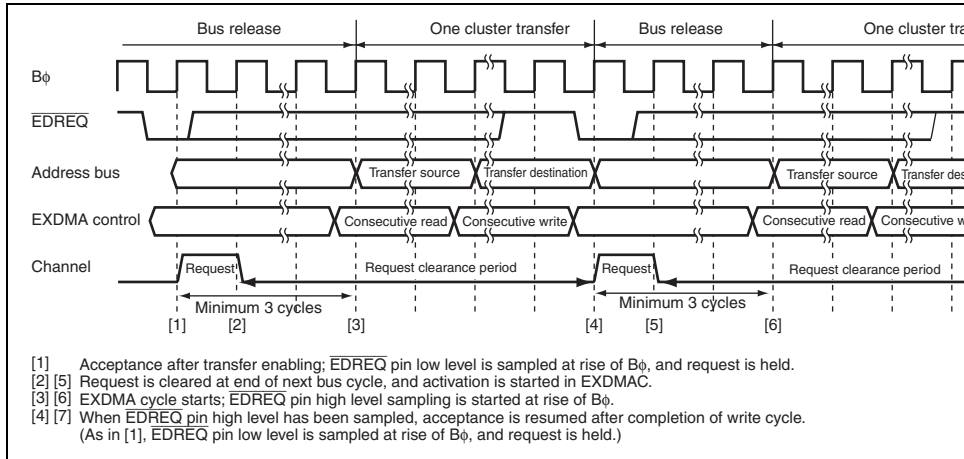 Bus release One cluster transfer Bus release One cluster tra
Bϕ
EDREQ
Address bus Transfer source Transfer destination Transfer source Transfer des
EXDMA control Consecutive read Consecutive write Consecutive read Consecutive w
Channel Request Request clearance period Request Request clearance period
Minimum 3 cycles Minimum 3 cycles
[1] [2] [3] [4] [5] [6]
[1] Acceptance after transfer enabling; EDREQ pin low level is sampled at rise of Bϕ, and request is held.
[2] [5] Request is cleared at end of next bus cycle, and activation is started in EXDMAC.
[3] [6] EXDMA cycle starts; EDREQ pin high level sampling is started at rise of Bϕ.
[4] [7] When EDREQ pin high level has been sampled, acceptance is resumed after completion of write cycle.
(As in [1], EDREQ pin low level is sampled at rise of Bϕ, and request is held.)